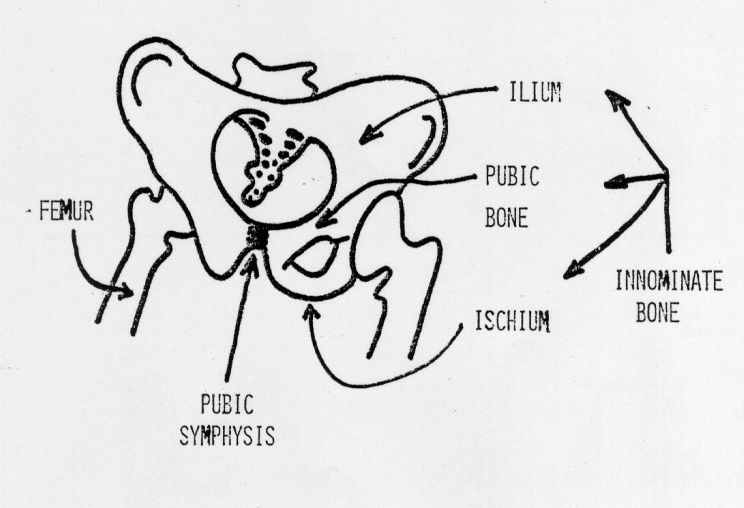 ILIUM
PUBIC
BONE
FEMUR
INNOMINATE
BONE
ISCHIUM
PUBIC
SYMPHYSIS